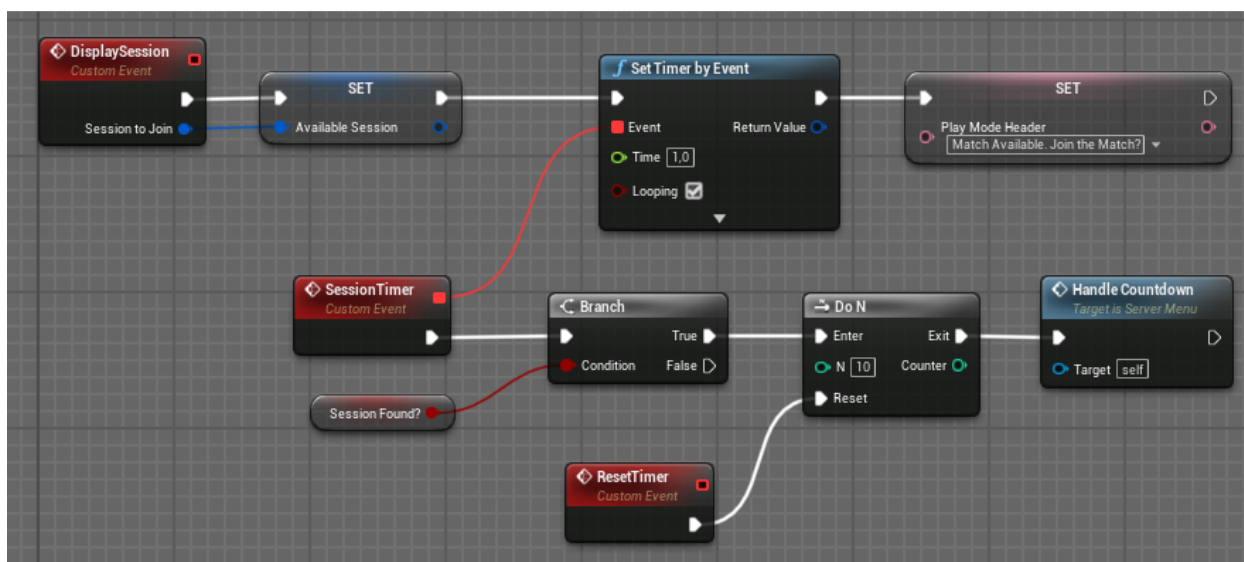 DisplaySession
Custom Event
Session to Join
SET
Available Session
Set Timer by Event
Event
Return Value
Time 1,0
Looping
SET
Play Mode Header
Match Available. Join the Match?
SessionTimer
Custom Event
Session Found?
Branch
True
Condition
False
Do N
Enter
Exit
N 10
Counter
Reset
Handle Countdown
Target is Server Menu
Target self
ResetTimer
Custom Event